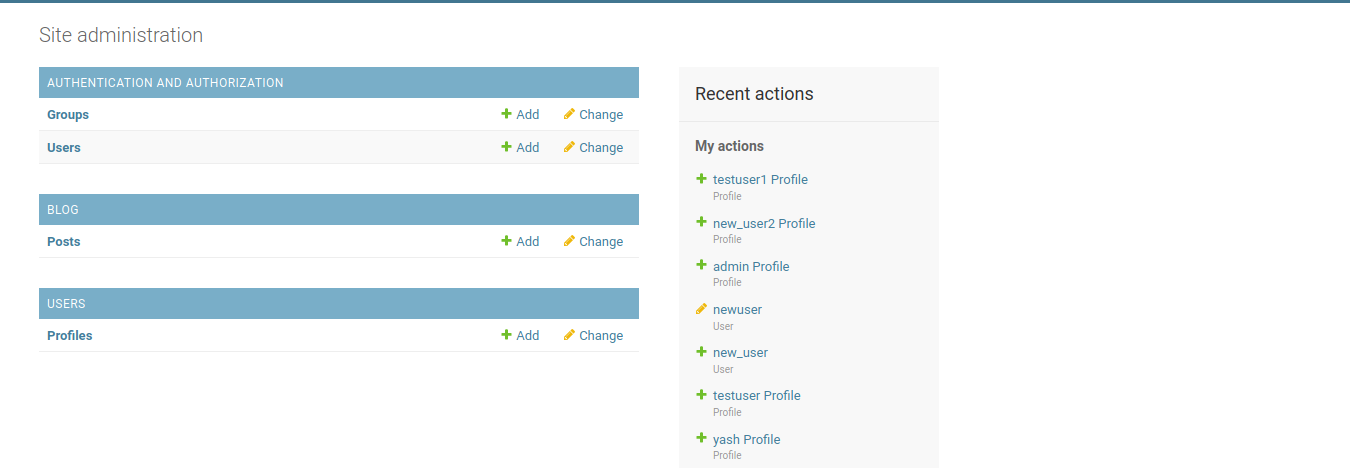 Site administration
AUTHENTICATION AND AUTHORIZATION
Groups Add Change
Users Add Change
BLOG
Posts Add Change
USERS
Profiles Add Change
Recent actions
My actions
testuser1 Profile
Profile
new_user2 Profile
Profile
admin Profile
Profile
newuser
User
new_user
User
testuser Profile
Profile
yash Profile
Profile